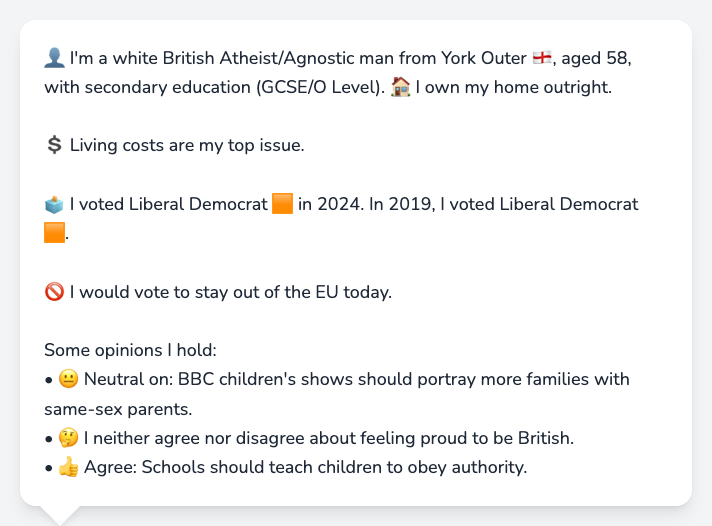 👤 I'm a white British Atheist/Agnostic man from York Outer 🏴󠁧󠁢󠁥󠁮󠁧󠁿, aged 58,
with secondary education (GCSE/O Level). 🏠 I own my home outright.
💲 Living costs are my top issue.
🗳️ I voted Liberal Democrat 🟧 in 2024. In 2019, I voted Liberal Democrat
🟧.
🚫 I would vote to stay out of the EU today.
Some opinions I hold:
• 😐 Neutral on: BBC children's shows should portray more families with
same-sex parents.
• 🤔 I neither agree nor disagree about feeling proud to be British.
• 👍 Agree: Schools should teach children to obey authority.